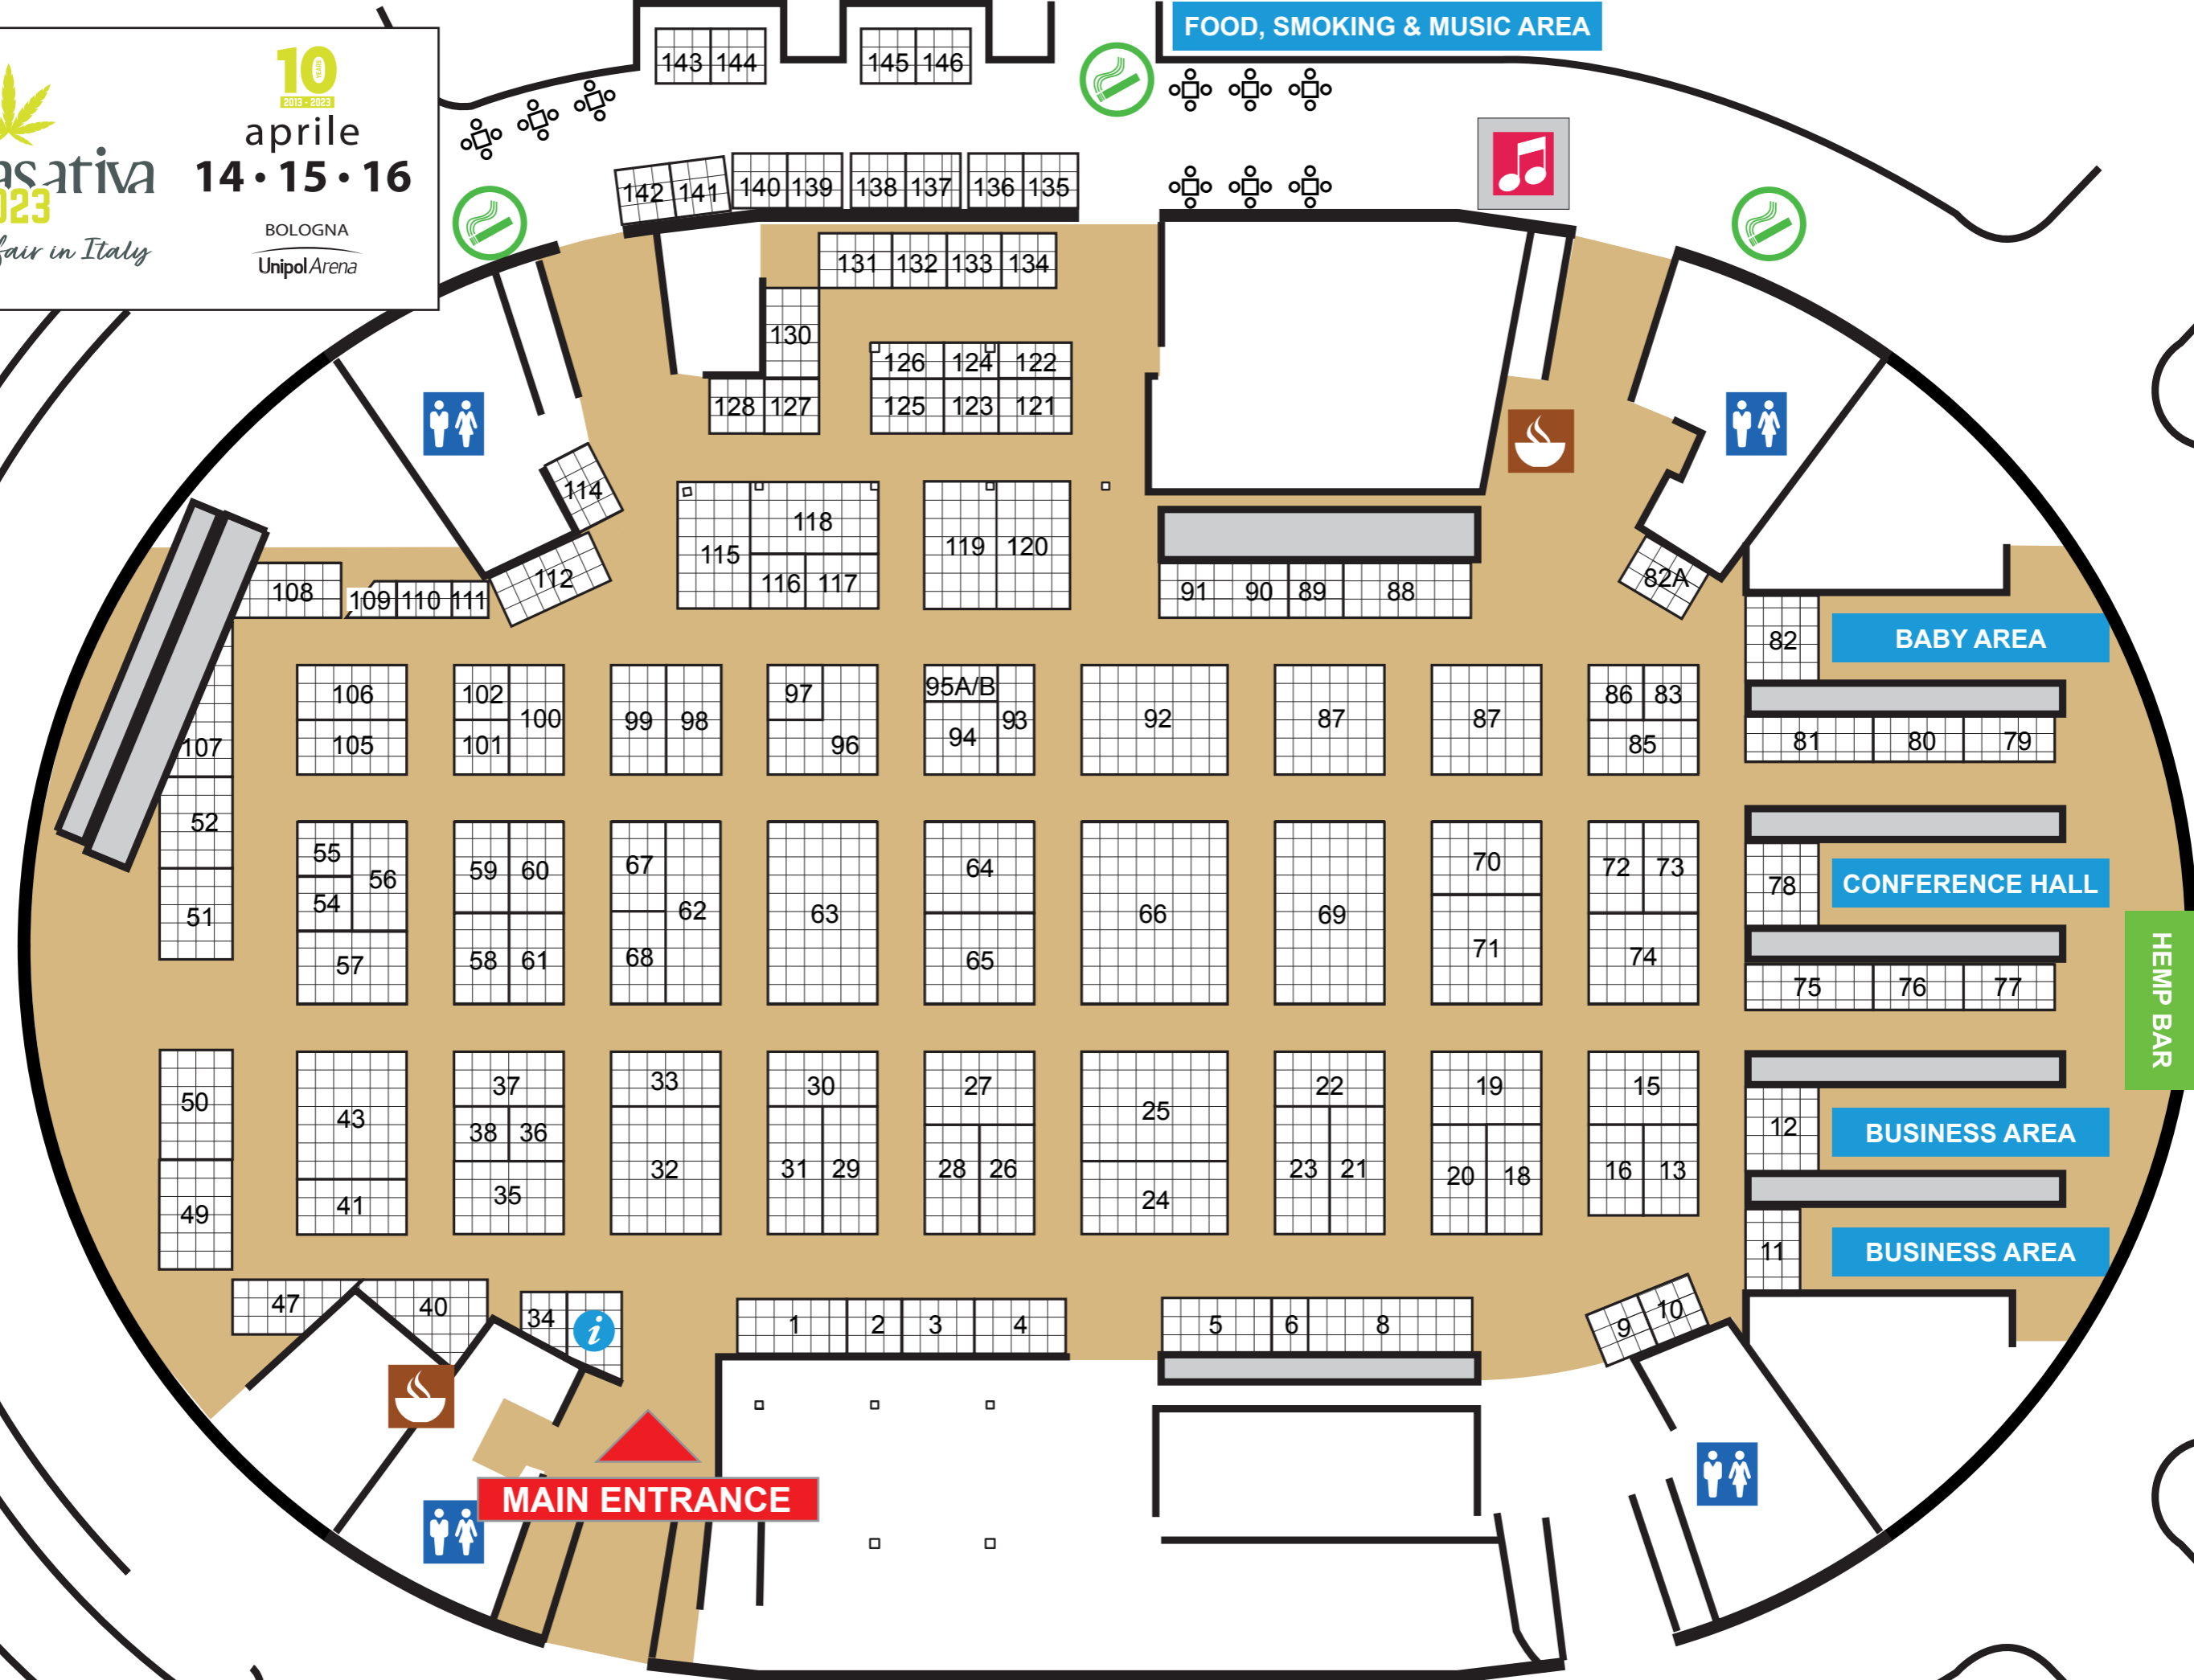 FOOD, SMOKING & MUSIC AREA
10
YEARS
2013 - 2023
aprile
14 • 15 • 16
BOLOGNA
Unipol Arena
asativa
023
fair in Italy
143 144 145 146
142 141 140 139 138 137 136 135
131 132 133 134
130
126 124 122
128 127 125 123 121
114
118
115 119 120
112 116 117
108 109 110 111
91 90 89 88
82A
82 BABY AREA
106 102 100 99 98 97 96 95A/B 94 93 92 87 87 86 83
107 105 101 85
81 80 79
52
55 56 59 60 67 62 63 64 66 69 70 72 73
54
78 CONFERENCE HALL
51
57 58 61 68 65 71 74
75 76 77
HEMP BAR
50 43 37 33 30 27 25 22 19 15
38 36
12 BUSINESS AREA
49 41 35 32 31 29 28 26 24 23 21 20 18 16 13
11 BUSINESS AREA
47 40 34 i
1 2 3 4 5 6 8 9 10
MAIN ENTRANCE